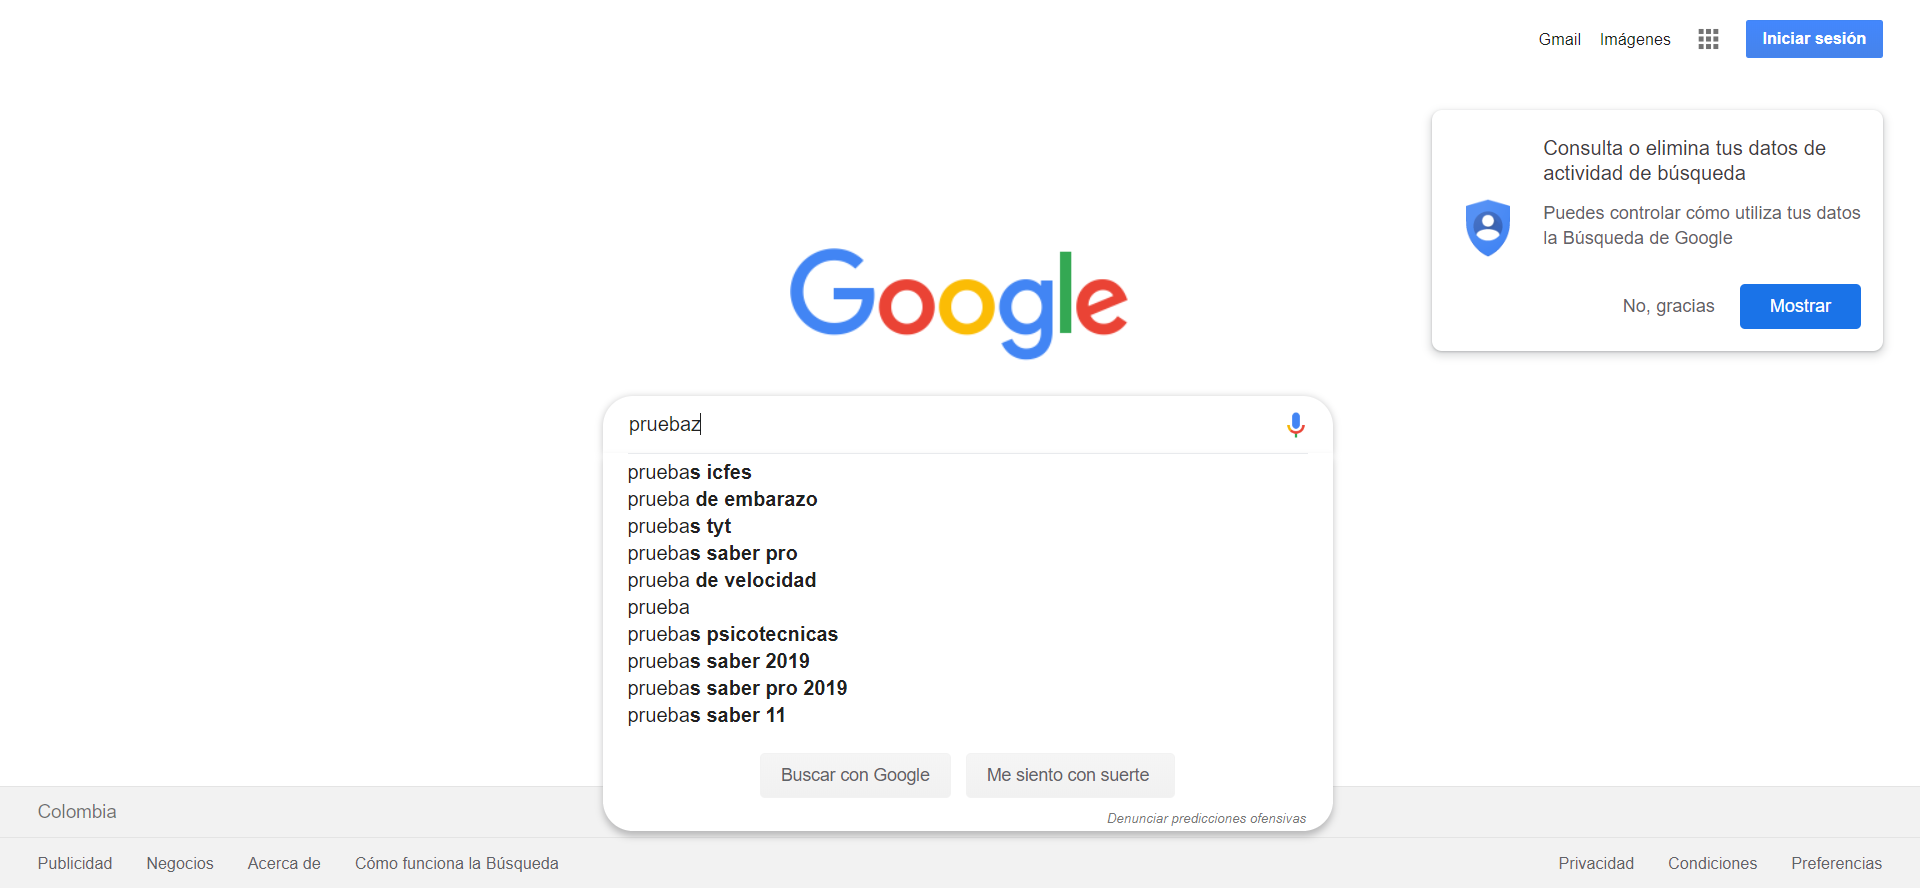 Gmail Imágenes Iniciar sesión
Consulta o elimina tus datos de
actividad de búsqueda
Puedes controlar cómo utiliza tus datos
la Búsqueda de Google
No, gracias Mostrar
Google
pruebaz
pruebas icfes
prueba de embarazo
pruebas tyt
pruebas saber pro
prueba de velocidad
prueba
pruebas psicotecnicas
pruebas saber 2019
pruebas saber pro 2019
pruebas saber 11
Buscar con Google Me siento con suerte
Denunciar predicciones ofensivas
Colombia
Publicidad Negocios Acerca de Cómo funciona la Búsqueda Privacidad Condiciones Preferencias